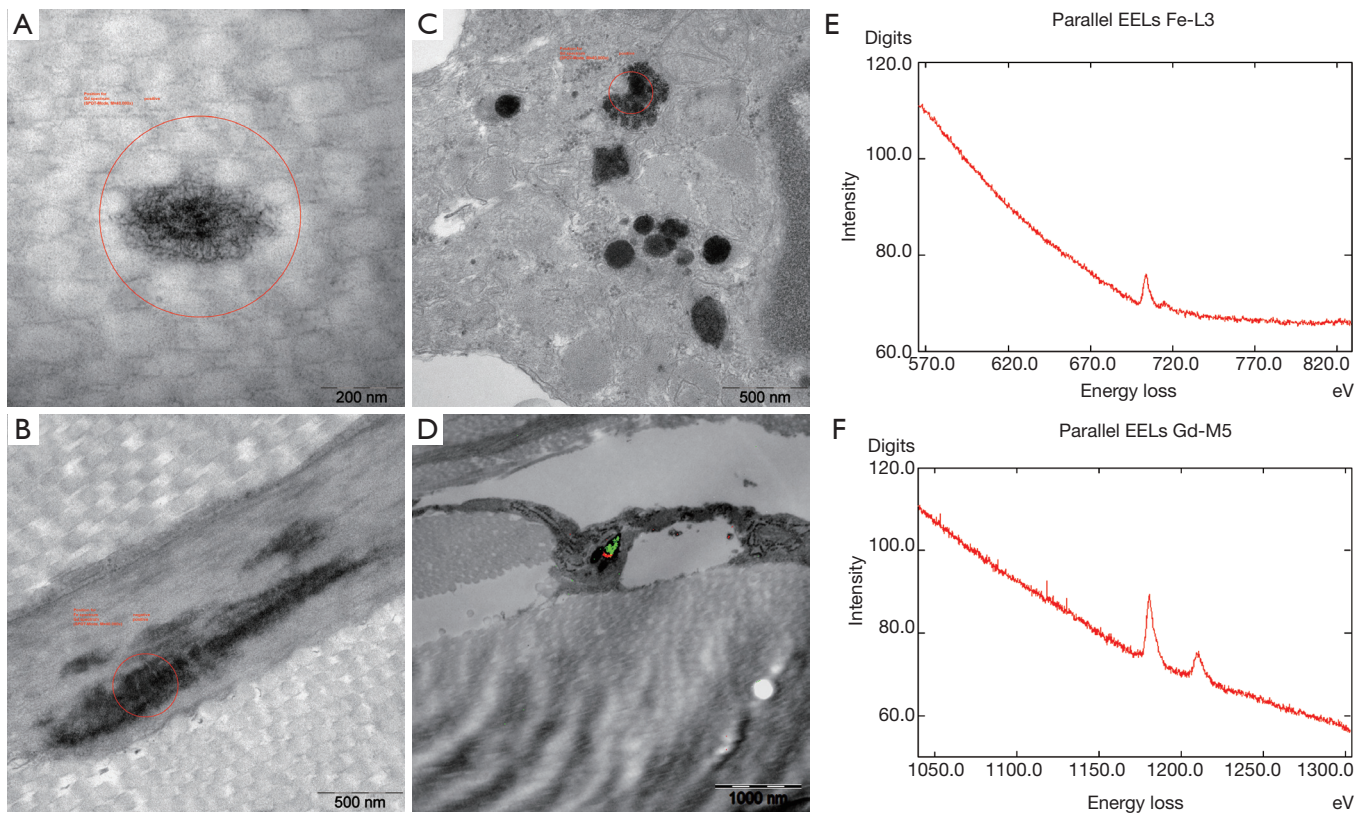 A
200 nm
B
500 nm
C
500 nm
D
1000 nm
E
Parallel EELs Fe-L3
Digits
120.0
100.0
80.0
60.0
Intensity
570.0 620.0 670.0 720.0 770.0 820.0
Energy loss eV
F
Parallel EELs Gd-M5
Digits
120.0
100.0
80.0
60.0
Intensity
1050.0 1100.0 1150.0 1200.0 1250.0 1300.0
Energy loss eV